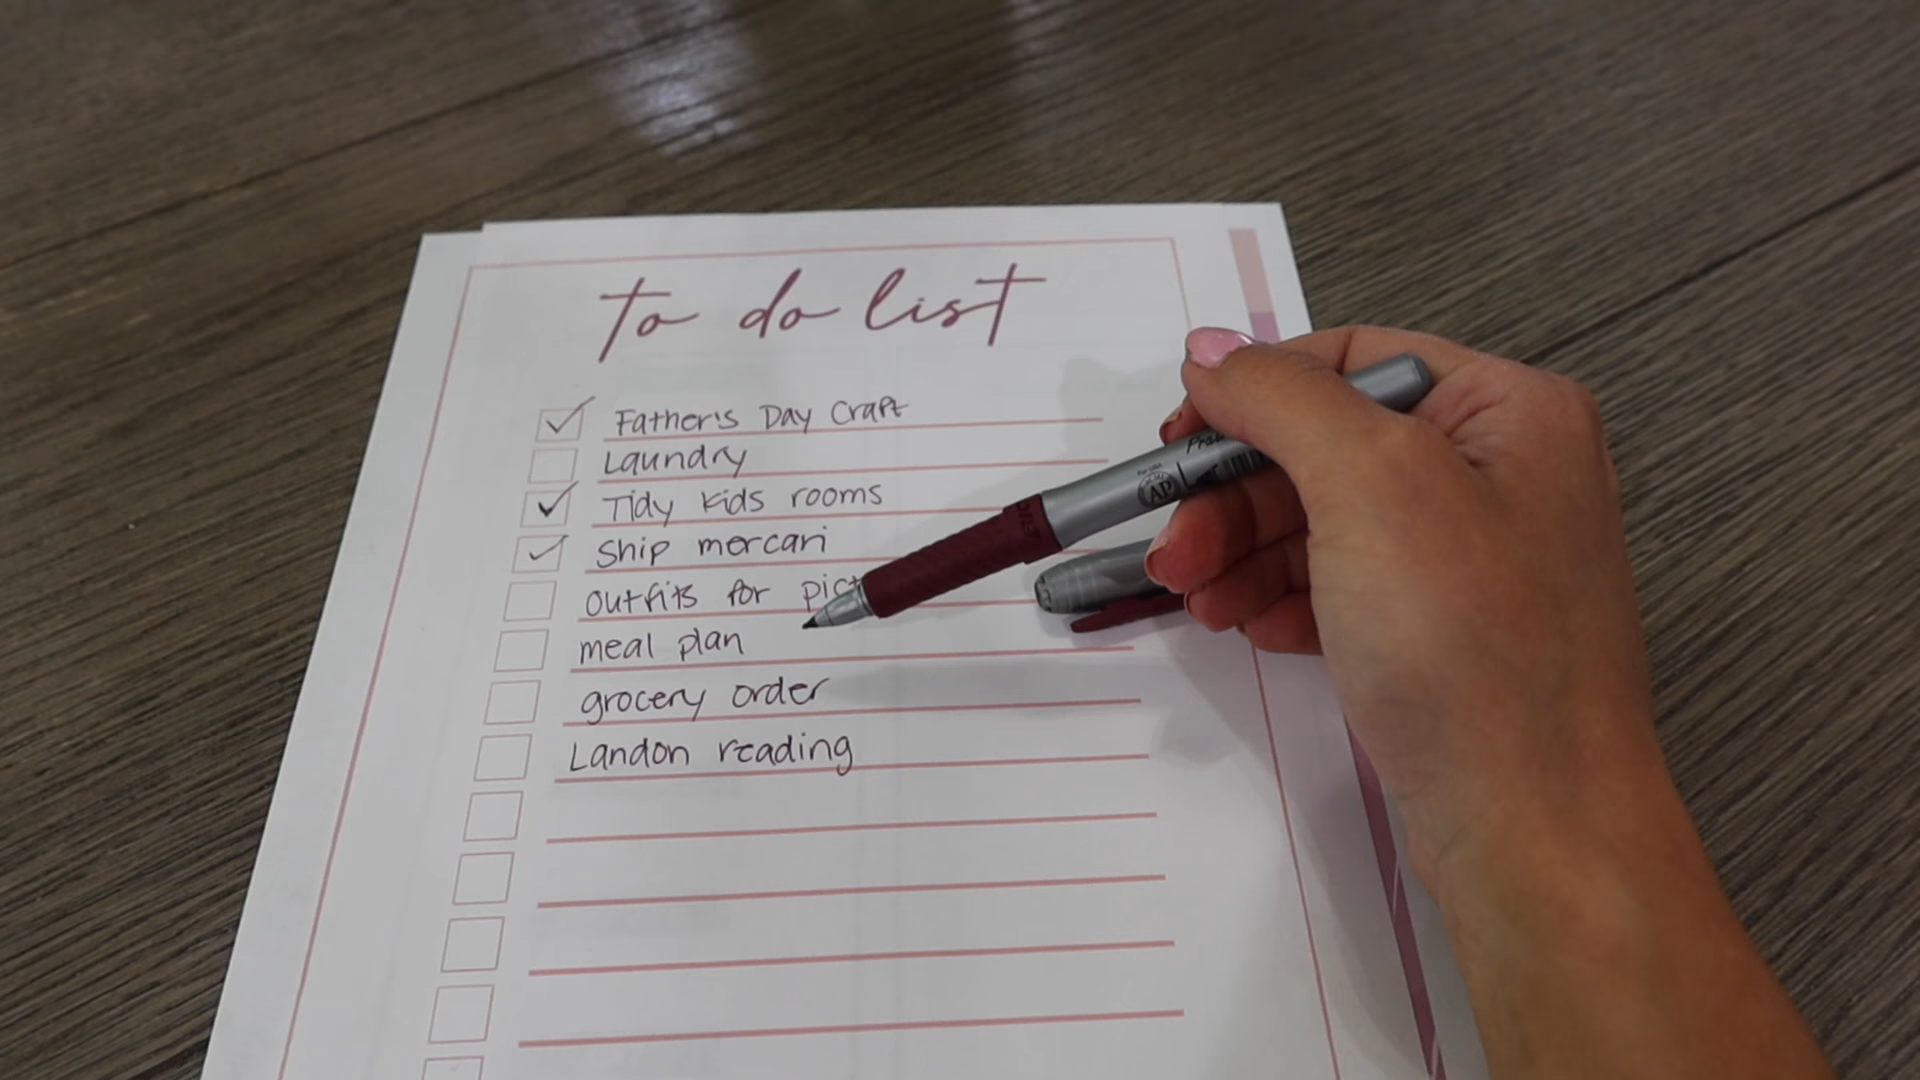 to do list
Father's Day Craft
Laundry
Tidy kids rooms
Ship mercari
outfits for
meal plan
grocery order
Landon reading
AP